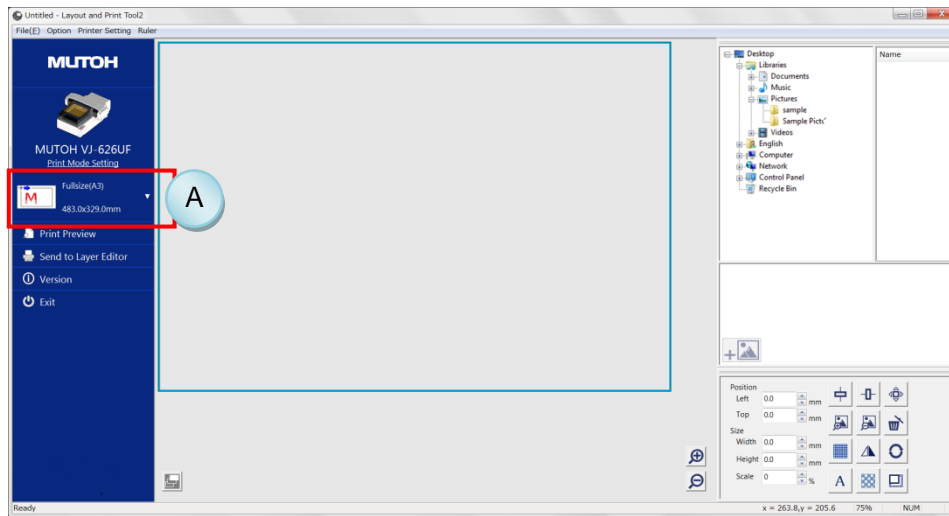 Untitled - Layout and Print Tool2
File(E) Option Printer Setting Ruler
MUTOH
MUTOH VJ-626UF
Print Mode Setting
M
Fullsize(A3)
483.0x329.0mm
A
Print Preview
Send to Layer Editor
Version
Exit
Desktop
Libraries
Documents
Music
Pictures
sample
Sample Pict
Videos
English
Computer
Network
Control Panel
Recycle Bin
Name
Position
Left 0.0 mm
Top 0.0 mm
Size
Width 0.0 mm
Height 0.0 mm
Scale 0 %
A
Ready
x = 263.8,y = 205.6 75% NUM